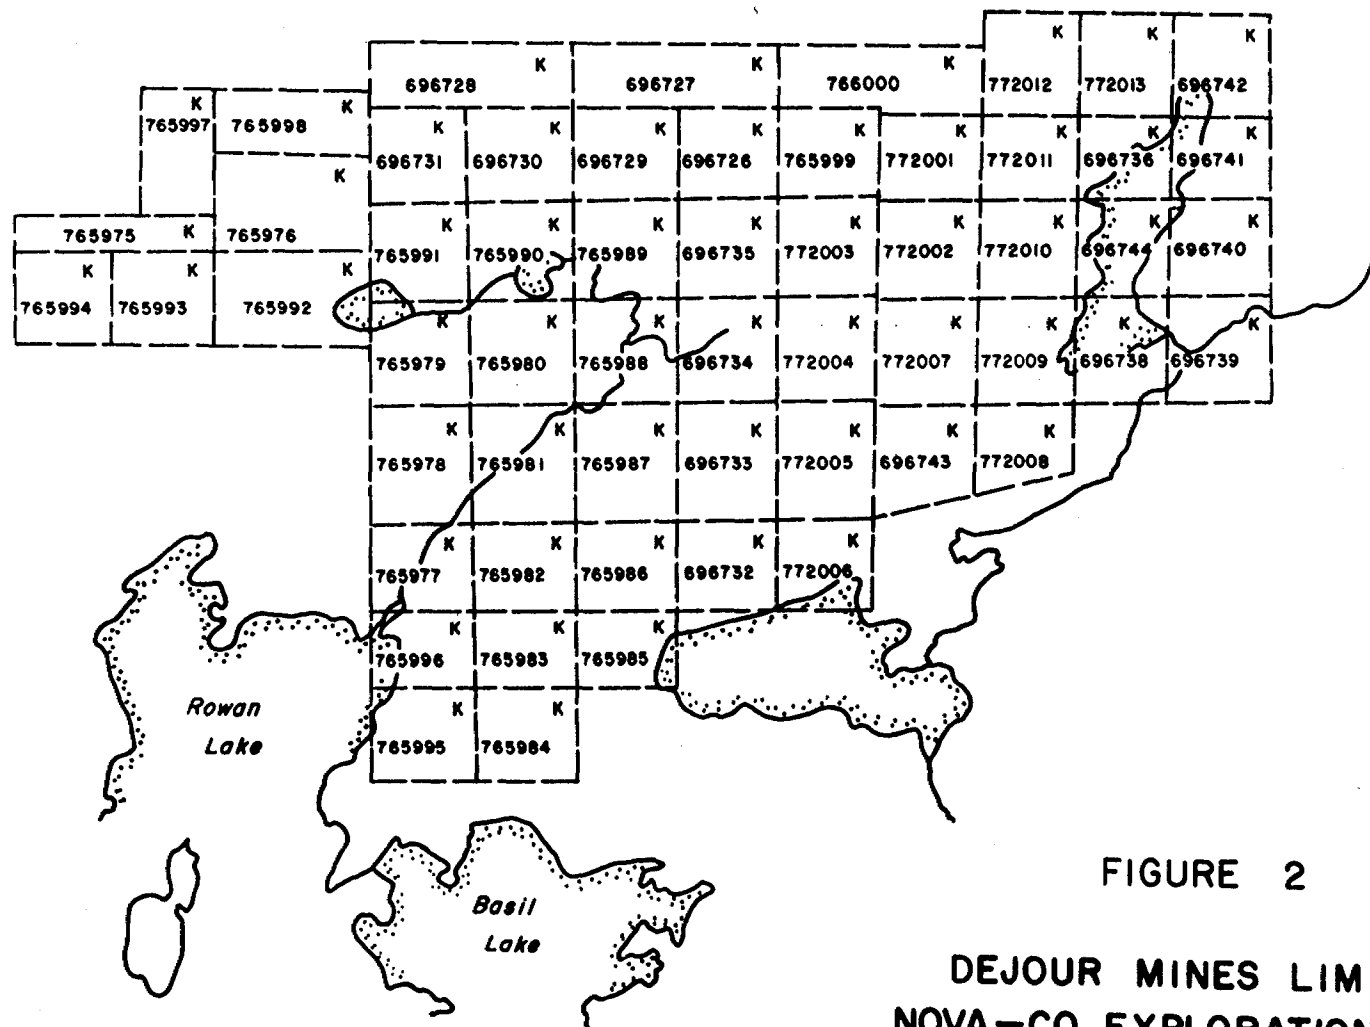 K K K
772012 772013 696742
K K K
696728 696727 766000
K K
765997 765998
K K K K K K K K K
696731 696730 696729 696726 765999 772001 772011 696736 696741
K
765975 K 765976
K K K K K K K K K
765991 765990 765989 696735 772003 772002 772010 696744 696740
K K K
765994 765993 765992
K K K K K K K K K
765979 765980 765988 696734 772004 772007 772009 696738 696739
K K K K K K K
765978 765981 765987 696733 772005 696743 772008
K K K K K
765977 765982 765986 696732 772006
K K K
765996 765983 765985
K K
765995 765984
Rowan
Lake
Basil
Lake
FIGURE 2
DEJOUR MINES LIM
NOVA-CO EXPLORATION